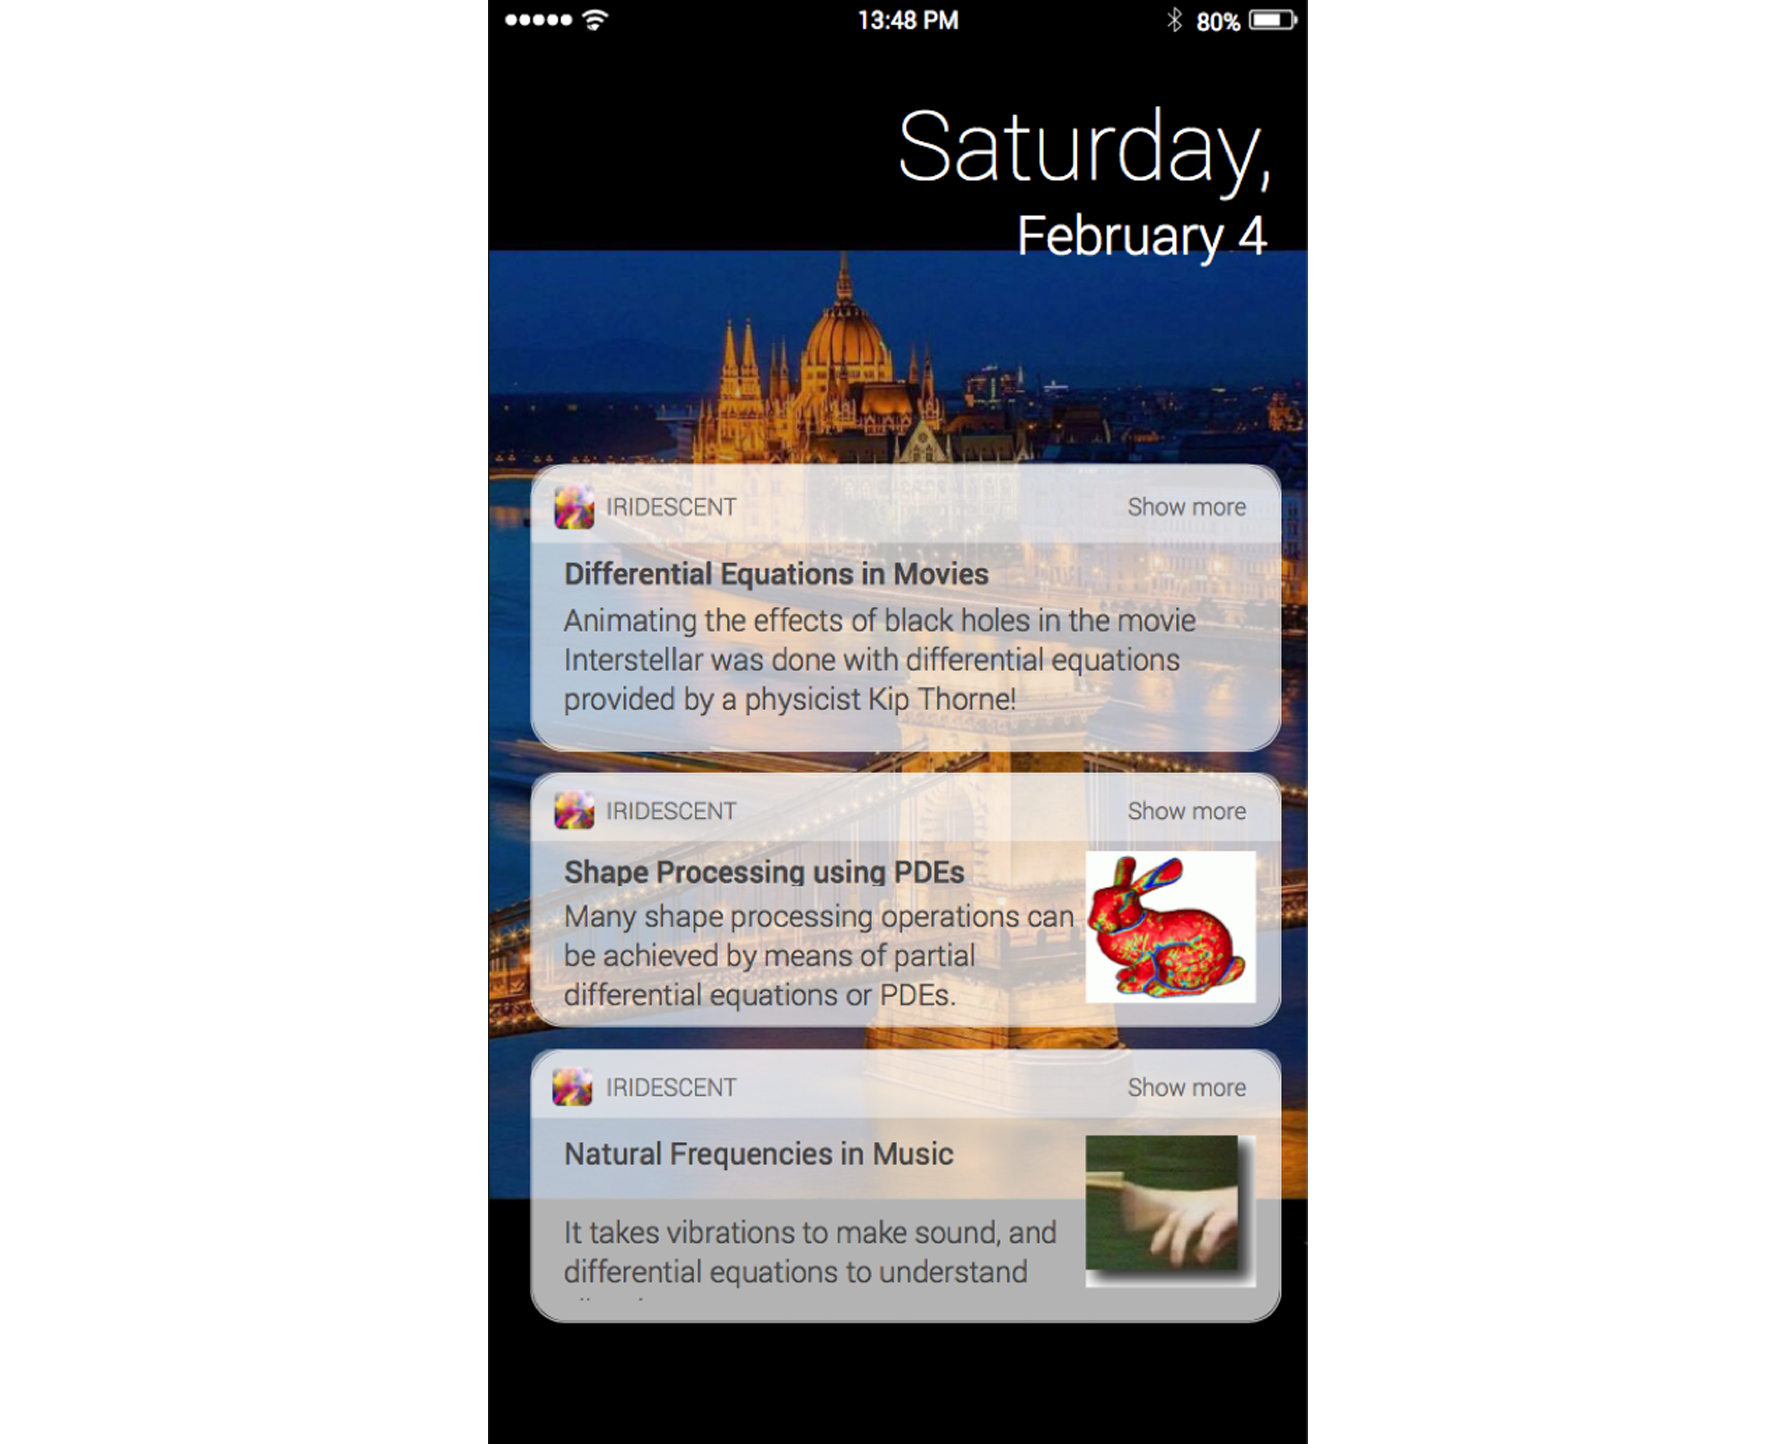 13:48 PM
80%
Saturday,
February 4
IRIDESCENT
Show more
Differential Equations in Movies
Animating the effects of black holes in the movie
Interstellar was done with differential equations
provided by a physicist Kip Thorne!
IRIDESCENT
Show more
Shape Processing using PDEs
Many shape processing operations can
be achieved by means of partial
differential equations or PDEs.
IRIDESCENT
Show more
Natural Frequencies in Music
It takes vibrations to make sound, and
differential equations to understand